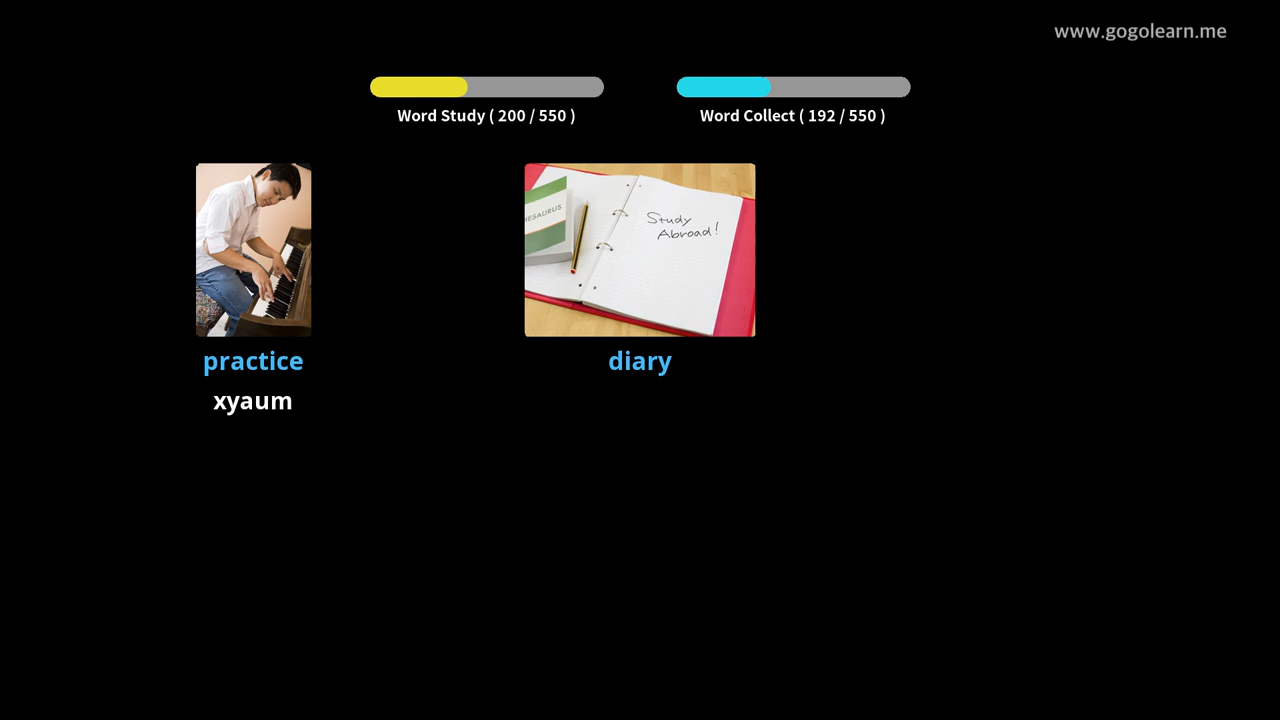 www.gogolearn.me
Word Study ( 200 / 550 )
Word Collect ( 192 / 550 )
THESAURUS
Study
Abroad!
practice
diary
xyaum